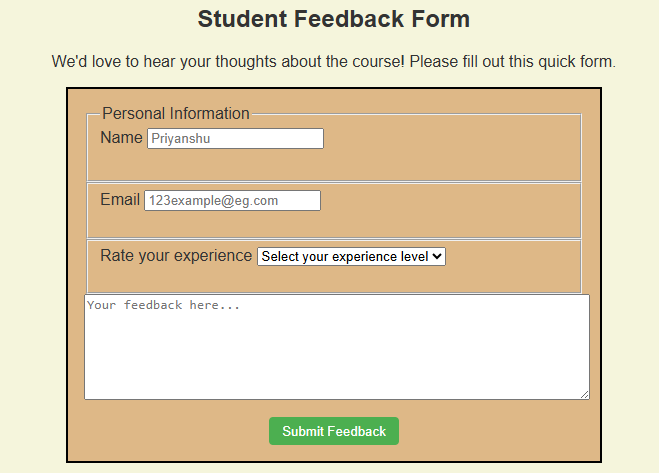 Student Feedback Form
We'd love to hear your thoughts about the course! Please fill out this quick form.
Personal Information
Name Priyanshu
Email 123example@eg.com
Rate your experience Select your experience level
Your feedback here...
Submit Feedback